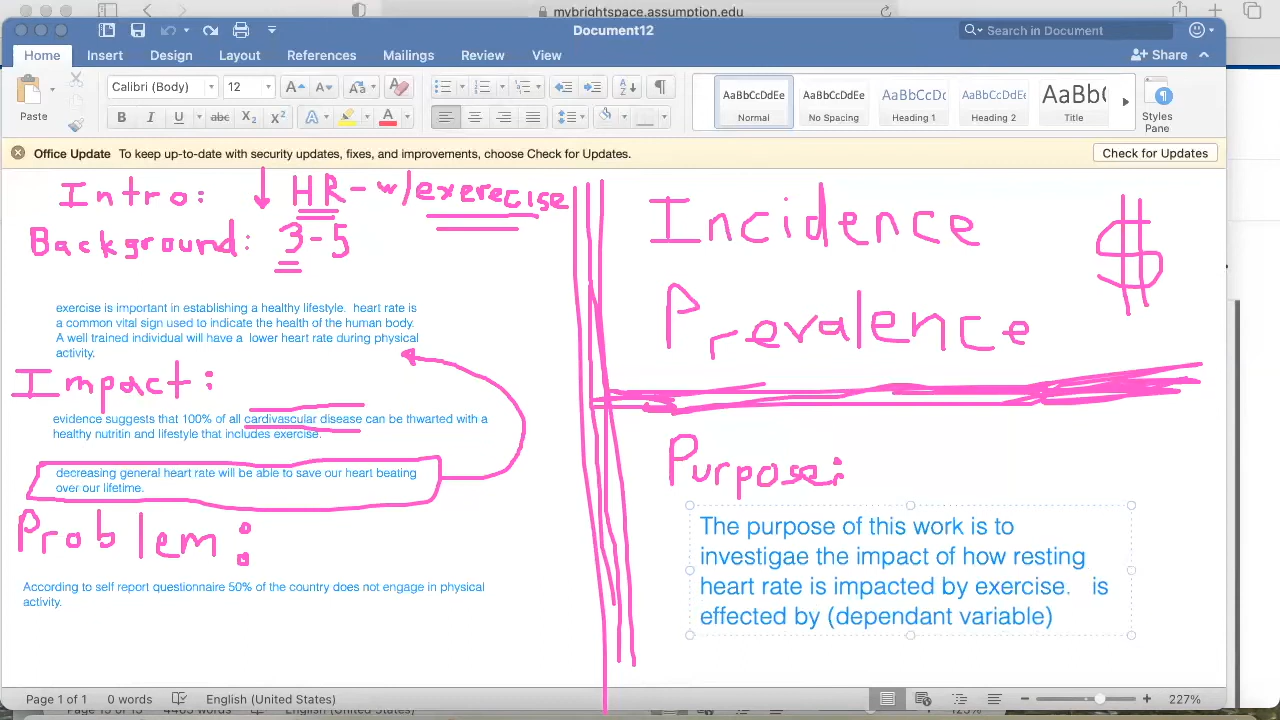 mybrightspace.assumption.edu
Document12
Search in Document
Home Insert Design Layout References Mailings Review View
Share
Paste
Calibri (Body) 12
B I U abc X2 X2
AaBbCcDdEe AaBbCcDdEe AaBbCcDc AaBbCcDdEe AaBbC
Normal No Spacing Heading 1 Heading 2 Title
Styles
Pane
Office Update To keep up-to-date with security updates, fixes, and improvements, choose Check for Updates.
Check for Updates
Intro: ↓ HR - w/ exerecise
Background: 3-5
exercise is important in establishing a healthy lifestyle. heart rate is
a common vital sign used to indicate the health of the human body.
A well trained individual will have a lower heart rate during physical
activity.
Impact:
evidence suggests that 100% of all cardivascular disease can be thwarted with a
healthy nutritin and lifestyle that includes exercise.
decreasing general heart rate will be able to save our heart beating
over our lifetime.
Problem:
According to self report questionnaire 50% of the country does not engage in physical
activity.
Incidence
$
Prevalence
Purpose:
The purpose of this work is to
investigae the impact of how resting
heart rate is impacted by exercise. is
effected by (dependant variable)
Page 1 of 1 0 words English (United States)
227%